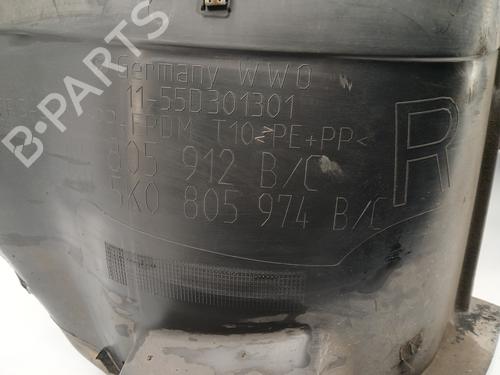 B-PARTS
Germany WWO
11-55D301301
EPDM T10 PE+PP<
805 912 B/C
5K0 805 974 B/C
R